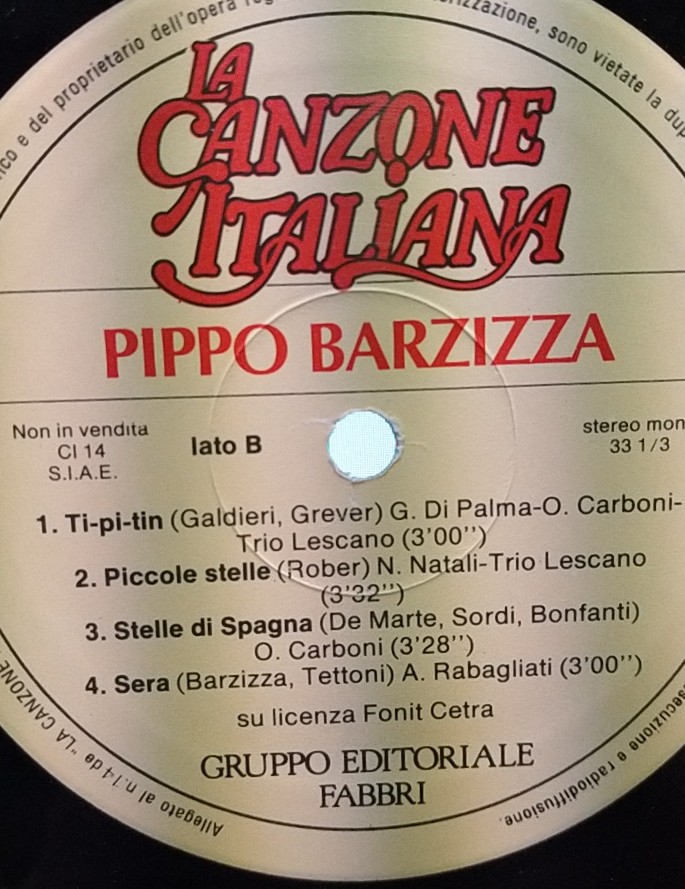 ico e del proprietario dell'opera
zzazione, sono vietate la
LA
CANZONE
ITALIANA
PIPPO BARZIZZA
Non in vendita
CI 14
S.I.A.E.
lato B
stereo mon
33 1/3
1. Ti-pi-tin (Galdieri, Grever) G. Di Palma-O. Carboni-
Trio Lescano (3'00'')
2. Piccole stelle (Rober) N. Natali-Trio Lescano
(3'32'')
3. Stelle di Spagna (De Marte, Sordi, Bonfanti)
O. Carboni (3'28'')
4. Sera (Barzizza, Tettoni) A. Rabagliati (3'00'')
su licenza Fonit Cetra
GRUPPO EDITORIALE
FABBRI
Allegato al n. 14 de "LA CANZONE
esecuzione e radiodiffusione.